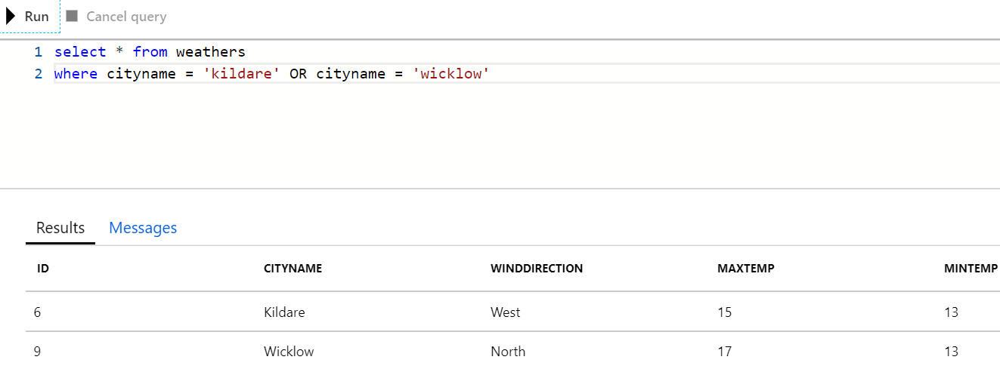 Run Cancel query
1 select * from weathers
2 where cityname = 'kildare' OR cityname = 'wicklow'
Results Messages
ID CITYNAME WINDDIRECTION MAXTEMP MINTEMP
6 Kildare West 15 13
9 Wicklow North 17 13